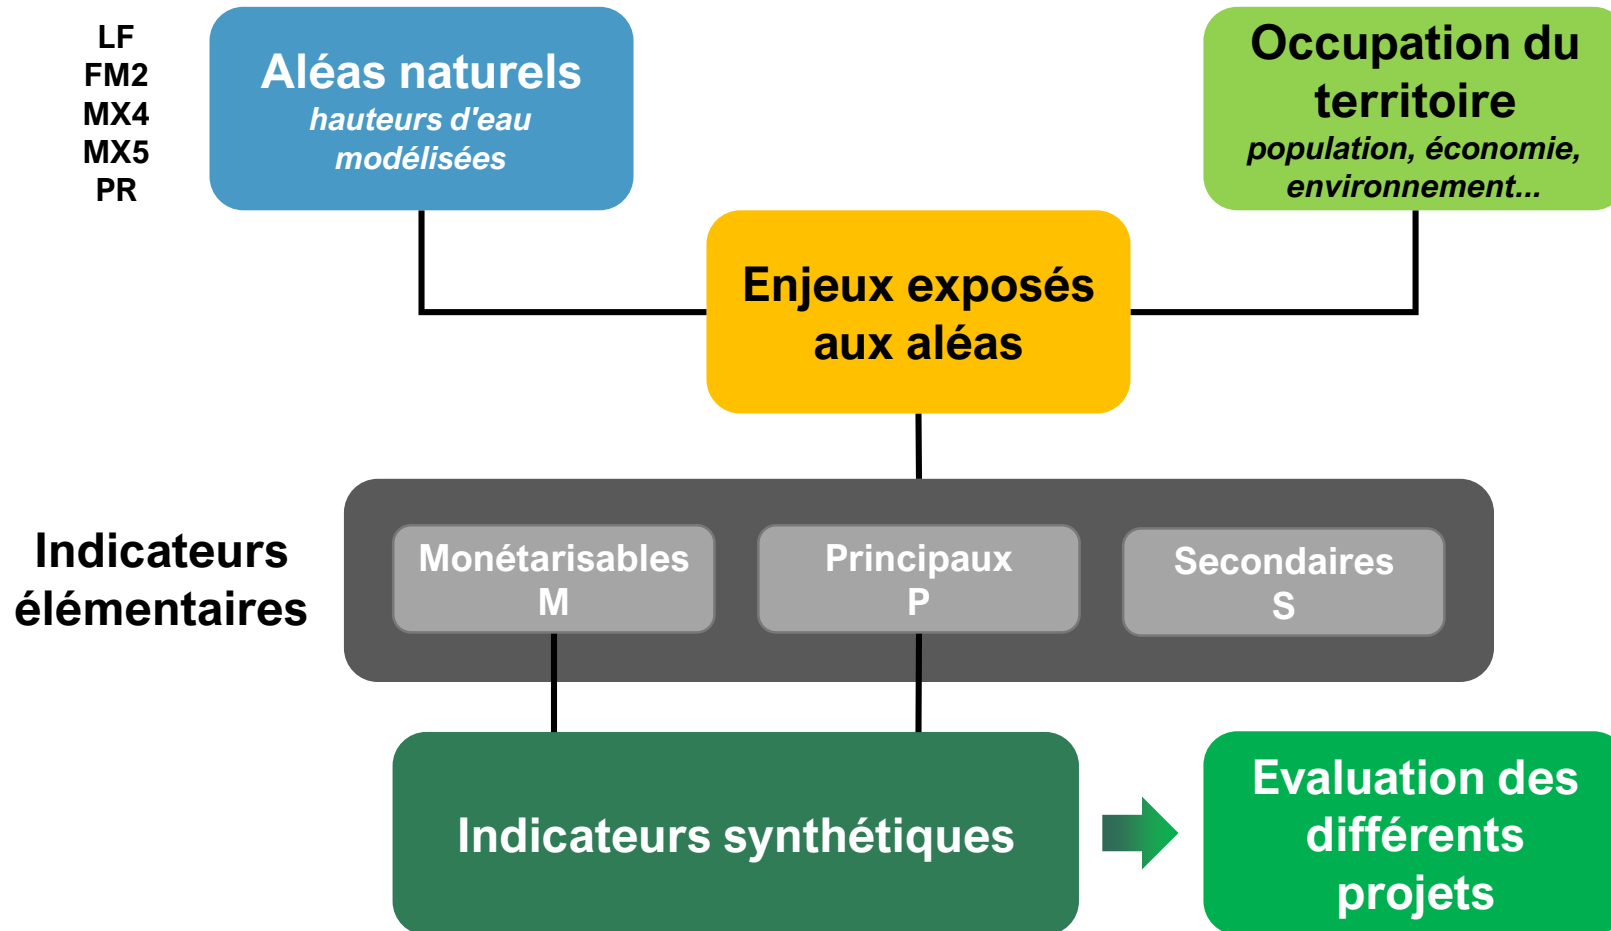 LF
FM2
MX4
MX5
PR
Aléas naturels
hauteurs d'eau
modélisées
Occupation du
territoire
population, économie,
environnement...
Enjeux exposés
aux aléas
Indicateurs
élémentaires
Monétarisables
M
Principaux
P
Secondaires
S
Indicateurs synthétiques
Evaluation des
différents
projets